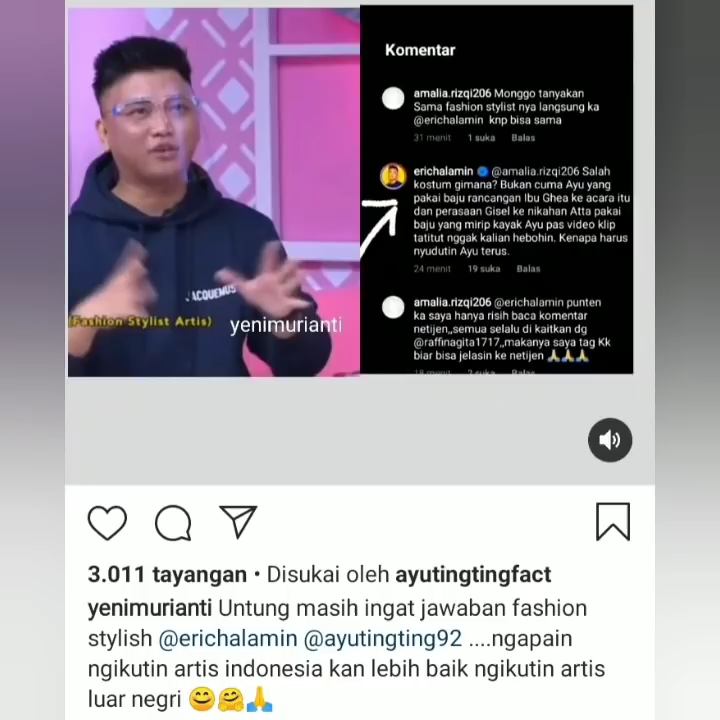 Komentar
amalia.rizqi206 Monggo tanyakan
Sama fashion stylist nya langsung ka
@erichalamin knp bisa sama
31 menit 1 suka Balas
erichalamin @amalia.rizqi206 Salah
kostum gimana? Bukan cuma Ayu yang
pakai baju rancangan Ibu Ghea ke acara itu
dan perasaan Gisel ke nikahan Atta pakai
baju yang mirip kayak Ayu pas video klip
tatitut nggak kalian hebohin. Kenapa harus
nyudutin Ayu terus.
24 menit 19 suka Balas
amalia.rizqi206 @erichalamin punten
ka saya hanya risih baca komentar
netijen,,semua selalu di kaitkan dg
@raffinagita1717,,makanya saya tag Kk
biar bisa jelasin ke netijen 🙏🙏🙏
18 menit 2 suka Balas
JACQUEMUS
(Fashion Stylist Artis)
yenimurianti
3.011 tayangan • Disukai oleh ayutingtingfact
yenimurianti Untung masih ingat jawaban fashion
stylish @erichalamin @ayutingting92 ....ngapain
ngikutin artis indonesia kan lebih baik ngikutin artis
luar negri 😊🤗🙏